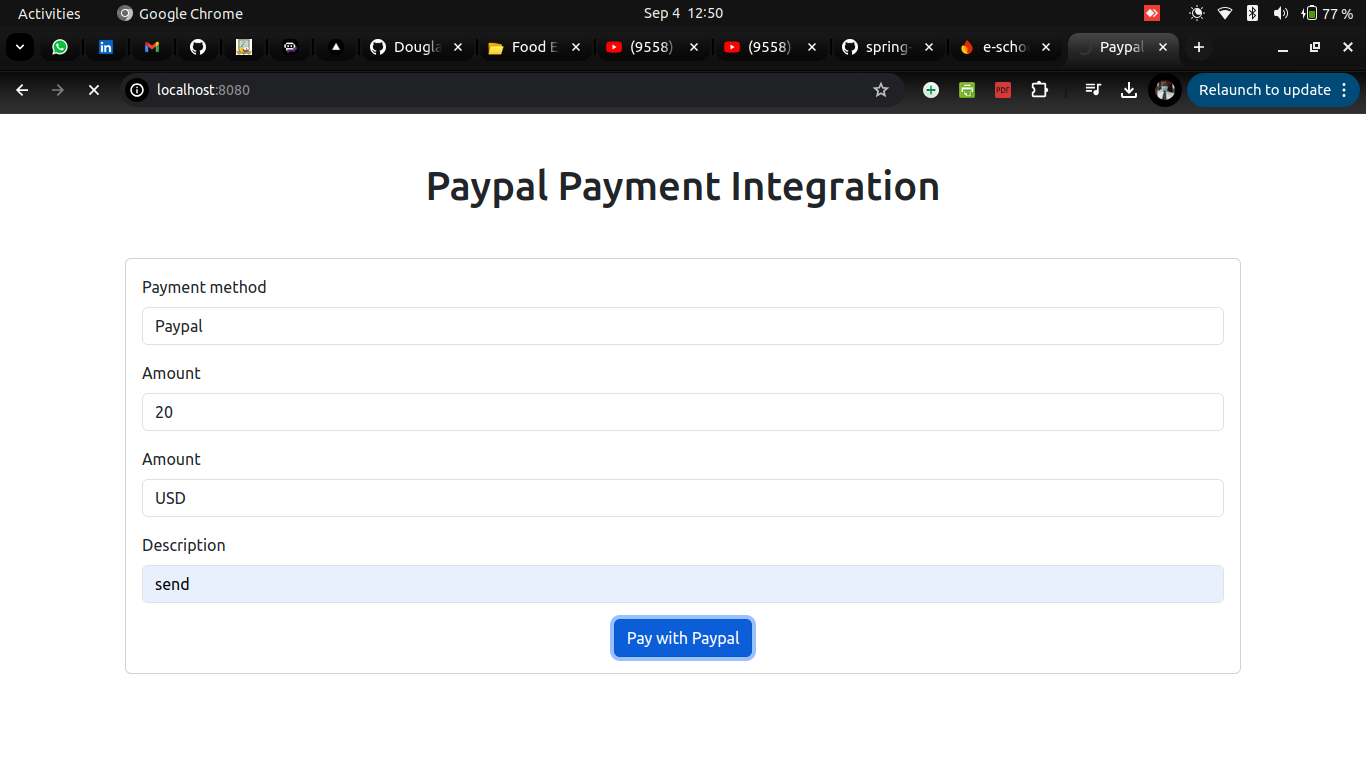 Activities Google Chrome Sep 4 12:50 77 %
Dougla Food E (9558) (9558) spring- e-scho Paypal
localhost:8080 PDF Relaunch to update
Paypal Payment Integration
Payment method
Paypal
Amount
20
Amount
USD
Description
send
Pay with Paypal